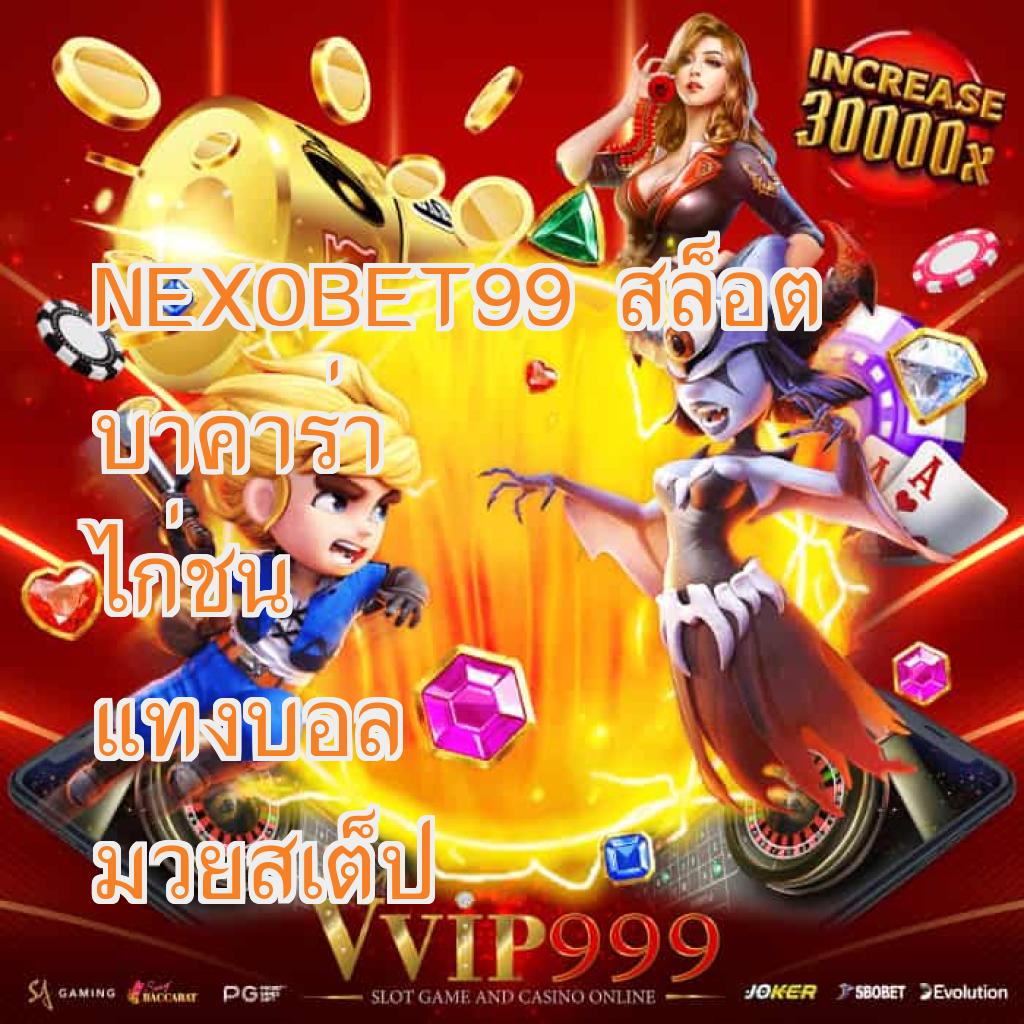 INCREASE
30000x
NEXOBET99 สล็อต
บาคาร่า
ไก่ชน
แทงบอล
มวยสเต็ป
VVIP999
SLOT GAME AND CASINO ONLINE
SA GAMING
Sexy BACCARAT
PG
JOKER
SBOBET
Evolution
A
A